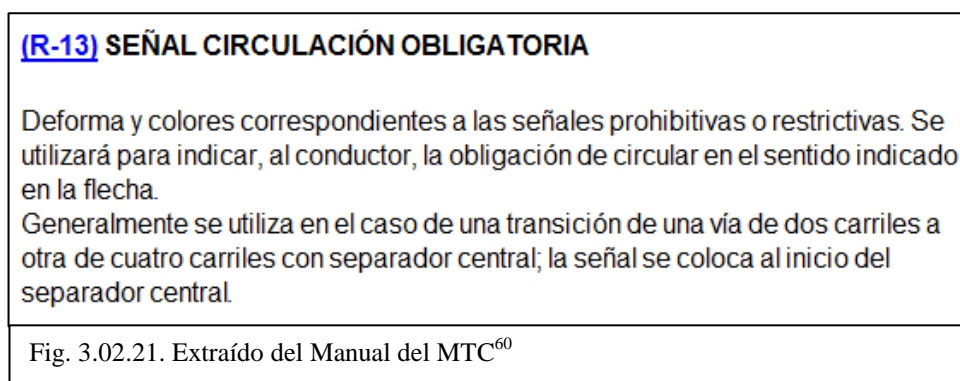 (R-13) SEÑAL CIRCULACIÓN OBLIGATORIA
Deforma y colores correspondientes a las señales prohibitivas o restrictivas. Se
utilizará para indicar, al conductor, la obligación de circular en el sentido indicado
en la flecha.
Generalmente se utiliza en el caso de una transición de una vía de dos carriles a
otra de cuatro carriles con separador central; la señal se coloca al inicio del
separador central.
Fig. 3.02.21. Extraído del Manual del MTC60